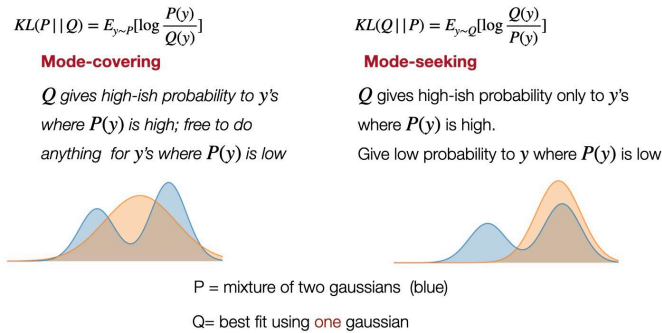 KL(P||Q) = E_{y~P}[log P(y)/Q(y)]
Mode-covering
Q gives high-ish probability to y's
where P(y) is high; free to do
anything for y's where P(y) is low
KL(Q||P) = E_{y~Q}[log Q(y)/P(y)]
Mode-seeking
Q gives high-ish probability only to y's
where P(y) is high.
Give low probability to y where P(y) is low
P = mixture of two gaussians (blue)
Q= best fit using one gaussian